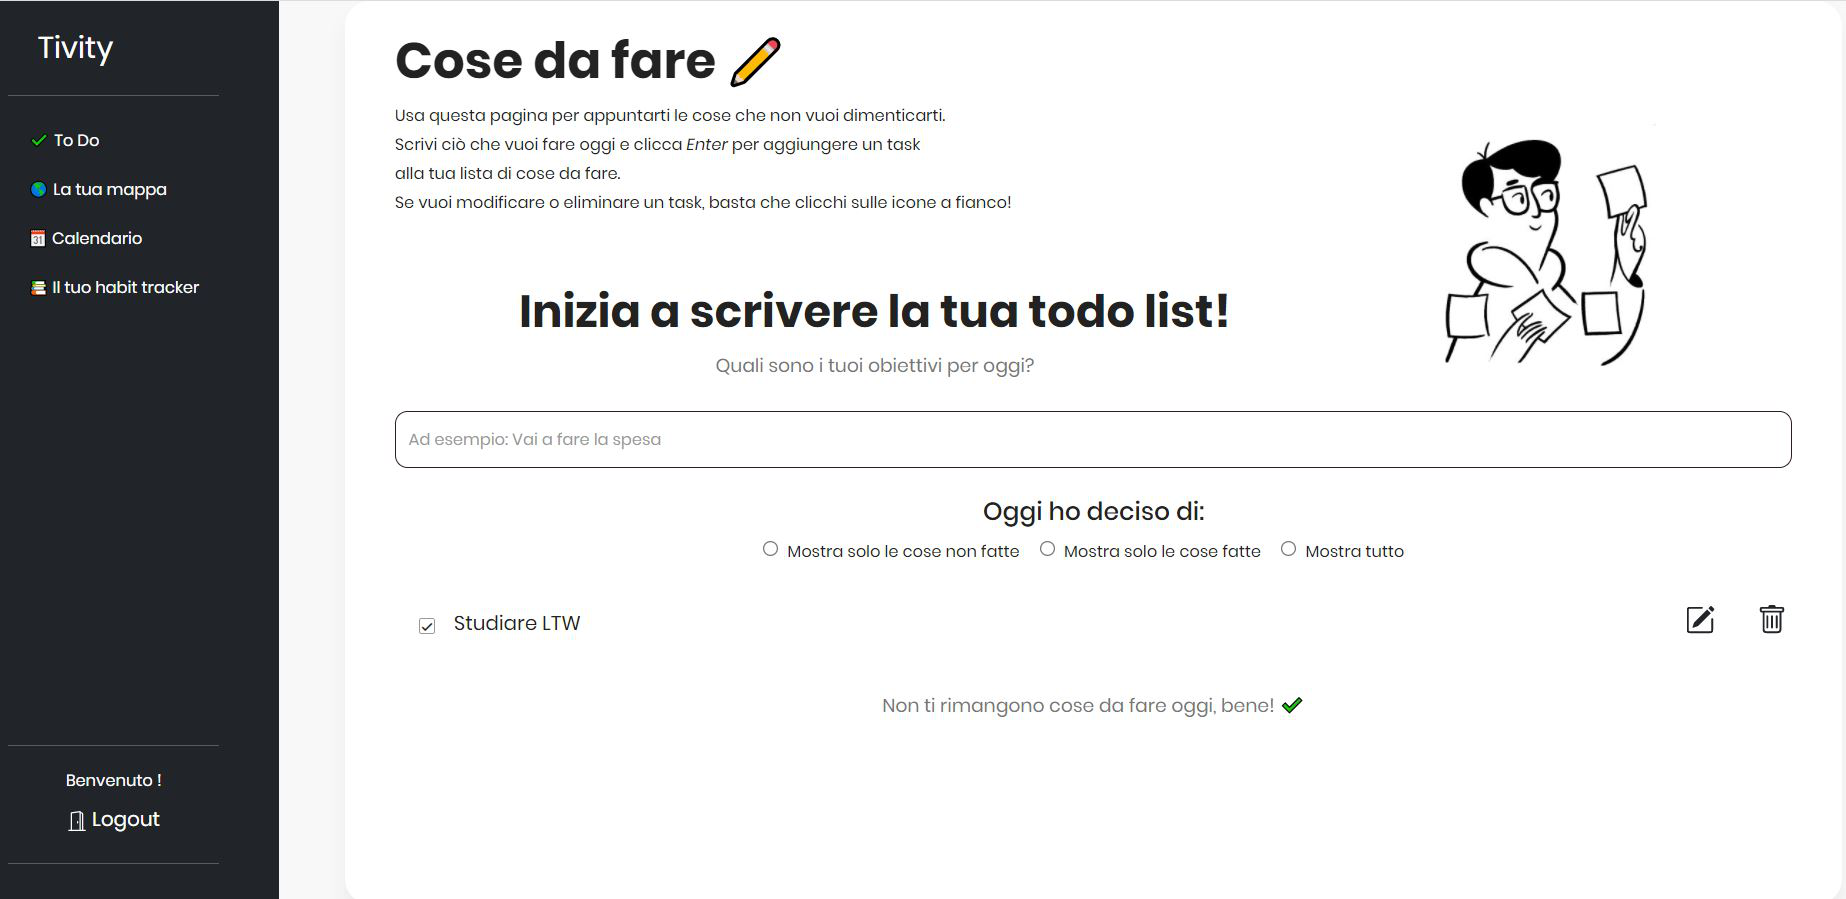 Tivity
To Do
La tua mappa
31 Calendario
Il tuo habit tracker
Benvenuto !
Logout
Cose da fare
Usa questa pagina per appuntarti le cose che non vuoi dimenticarti.
Scrivi ciò che vuoi fare oggi e clicca Enter per aggiungere un task
alla tua lista di cose da fare.
Se vuoi modificare o eliminare un task, basta che clicchi sulle icone a fianco!
Inizia a scrivere la tua todo list!
Quali sono i tuoi obiettivi per oggi?
Ad esempio: Vai a fare la spesa
Oggi ho deciso di:
Mostra solo le cose non fatte Mostra solo le cose fatte Mostra tutto
Studiare LTW
Non ti rimangono cose da fare oggi, bene!